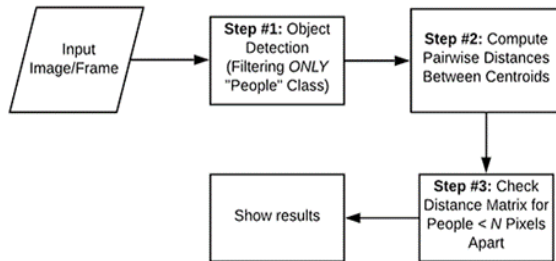 Input
Image/Frame
Step #1: Object
Detection
(Filtering ONLY
"People" Class)
Step #2: Compute
Pairwise Distances
Between Centroids
Step #3: Check
Distance Matrix for
People < N Pixels
Apart
Show results